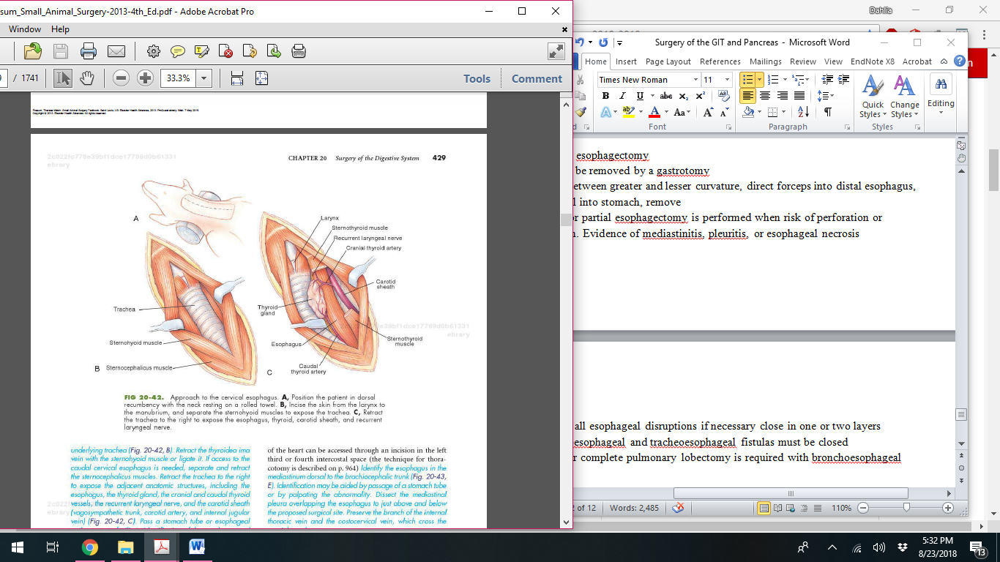 sum_Small_Animal_Surgery-2013-4th_Ed.pdf - Adobe Acrobat Pro
Window Help
/ 1741
33.3%
Tools
Comment
2c022fc778e39bf1dce17789d0b61331
ebrary
CHAPTER 20 Surgery of the Digestive System 429
A
Larynx
Sternothyroid muscle
Recurrent laryngeal nerve
Cranial thyroid artery
Carotid
sheath
Trachea
Thyroid
gland
39bf1dce17789d0b61331
ebrary
Sternohyoid muscle
Esophagus
Sternothyroid
muscle
B
Sternocephalicus muscle
C
Caudal
thyroid artery
FIG 20-42. Approach to the cervical esophagus. A, Position the patient in dorsal
recumbency with the neck resting on a rolled towel. B, Incise the skin from the larynx to
the manubrium, and separate the sternohyoid muscles to expose the trachea. C, Retract
the trachea to the right to expose the esophagus, thyroid, carotid sheath, and recurrent
laryngeal nerve.
underlying trachea (Fig. 20-42, B). Retract the thyroidea ima
vein with the sternohyoid muscle or ligate it. If access to the
caudal cervical esophagus is needed, separate and retract
the sternocephalicus muscles. Retract the trachea to the right
to expose the adjacent anatomic structures, including the
esophagus, the thyroid gland, the cranial and caudal thyroid
vessels, the recurrent laryngeal nerve, and the carotid sheath
(vagosympathetic trunk, carotid artery, and internal jugular
vein) (Fig. 20-42, C). Pass a stomach tube or esophageal
of the heart can be accessed through an incision in the left
third or fourth intercostal space (the technique for thora-
cotomy is described on p. 964) Identify the esophagus in the
mediastinum dorsal to the brachiocephalic trunk (Fig. 20-43,
E). Identification may be aided by passage of a stomach tube
or by palpating the abnormality. Dissect the mediastinal
pleura overlapping the esophagus to just above and below
the proposed surgical site. Preserve the branch of the internal
thoracic vein and the costocervical vein, which cross the
Dahlia
Surgery of the GIT and Pancreas - Microsoft Word
Home Insert Page Layout References Mailings Review View EndNote X8 Acrobat
Times New Roman 11
Quick
Styles
Change
Styles
Editing
Font Paragraph Styles
esophagectomy
be removed by a gastrotomy
etween greater and lesser curvature, direct forceps into distal esophagus,
l into stomach, remove
or partial esophagectomy is performed when risk of perforation or
n. Evidence of mediastinitis, pleuritis, or esophageal necrosis
all esophageal disruptions if necessary close in one or two layers
esophageal and tracheoesophageal fistulas must be closed
r complete pulmonary lobectomy is required with bronchoesophageal
2 of 12 Words: 2,485 110%
5:32 PM
8/23/2018
13